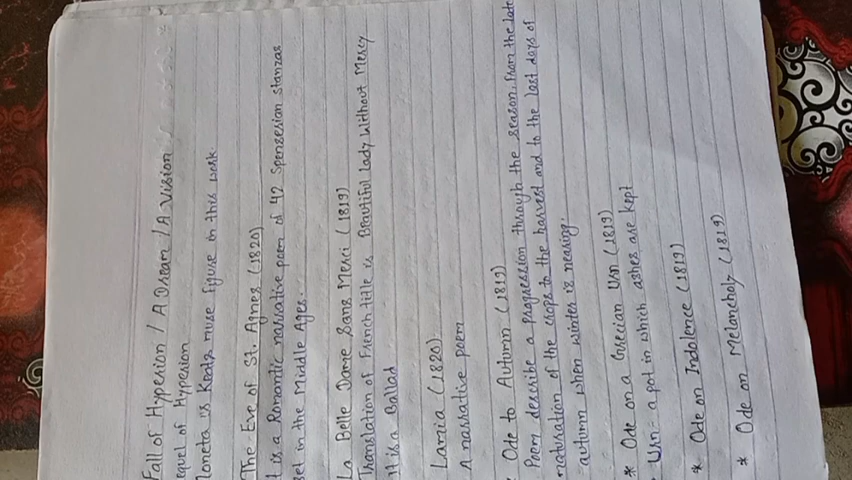 Fall of Hyperion / A Dream / A Vision
equel of Hyperion
Moneta is Keats muse figure in this work.
The Eve of St. Agnes (1820)
t is a Romantic narrative poem of 42 Spenserian stanzas
set in the Middle Ages.
La Belle Dame Sans Merci (1819)
Translation of French title is Beautiful Lady Without Mercy
It is a Ballad
Lamia (1820)
A narrative poem
Ode to Autumn (1819)
Poem describe a progression through the season, from the late
maturation of the crops to the harvest and to the last days of
autumn when winter is nearing.
* Ode on a Grecian Urn (1819)
Urn = a pot in which ashes are kept
* Ode on Indolence (1819)
* Ode on Melancholy (1819)